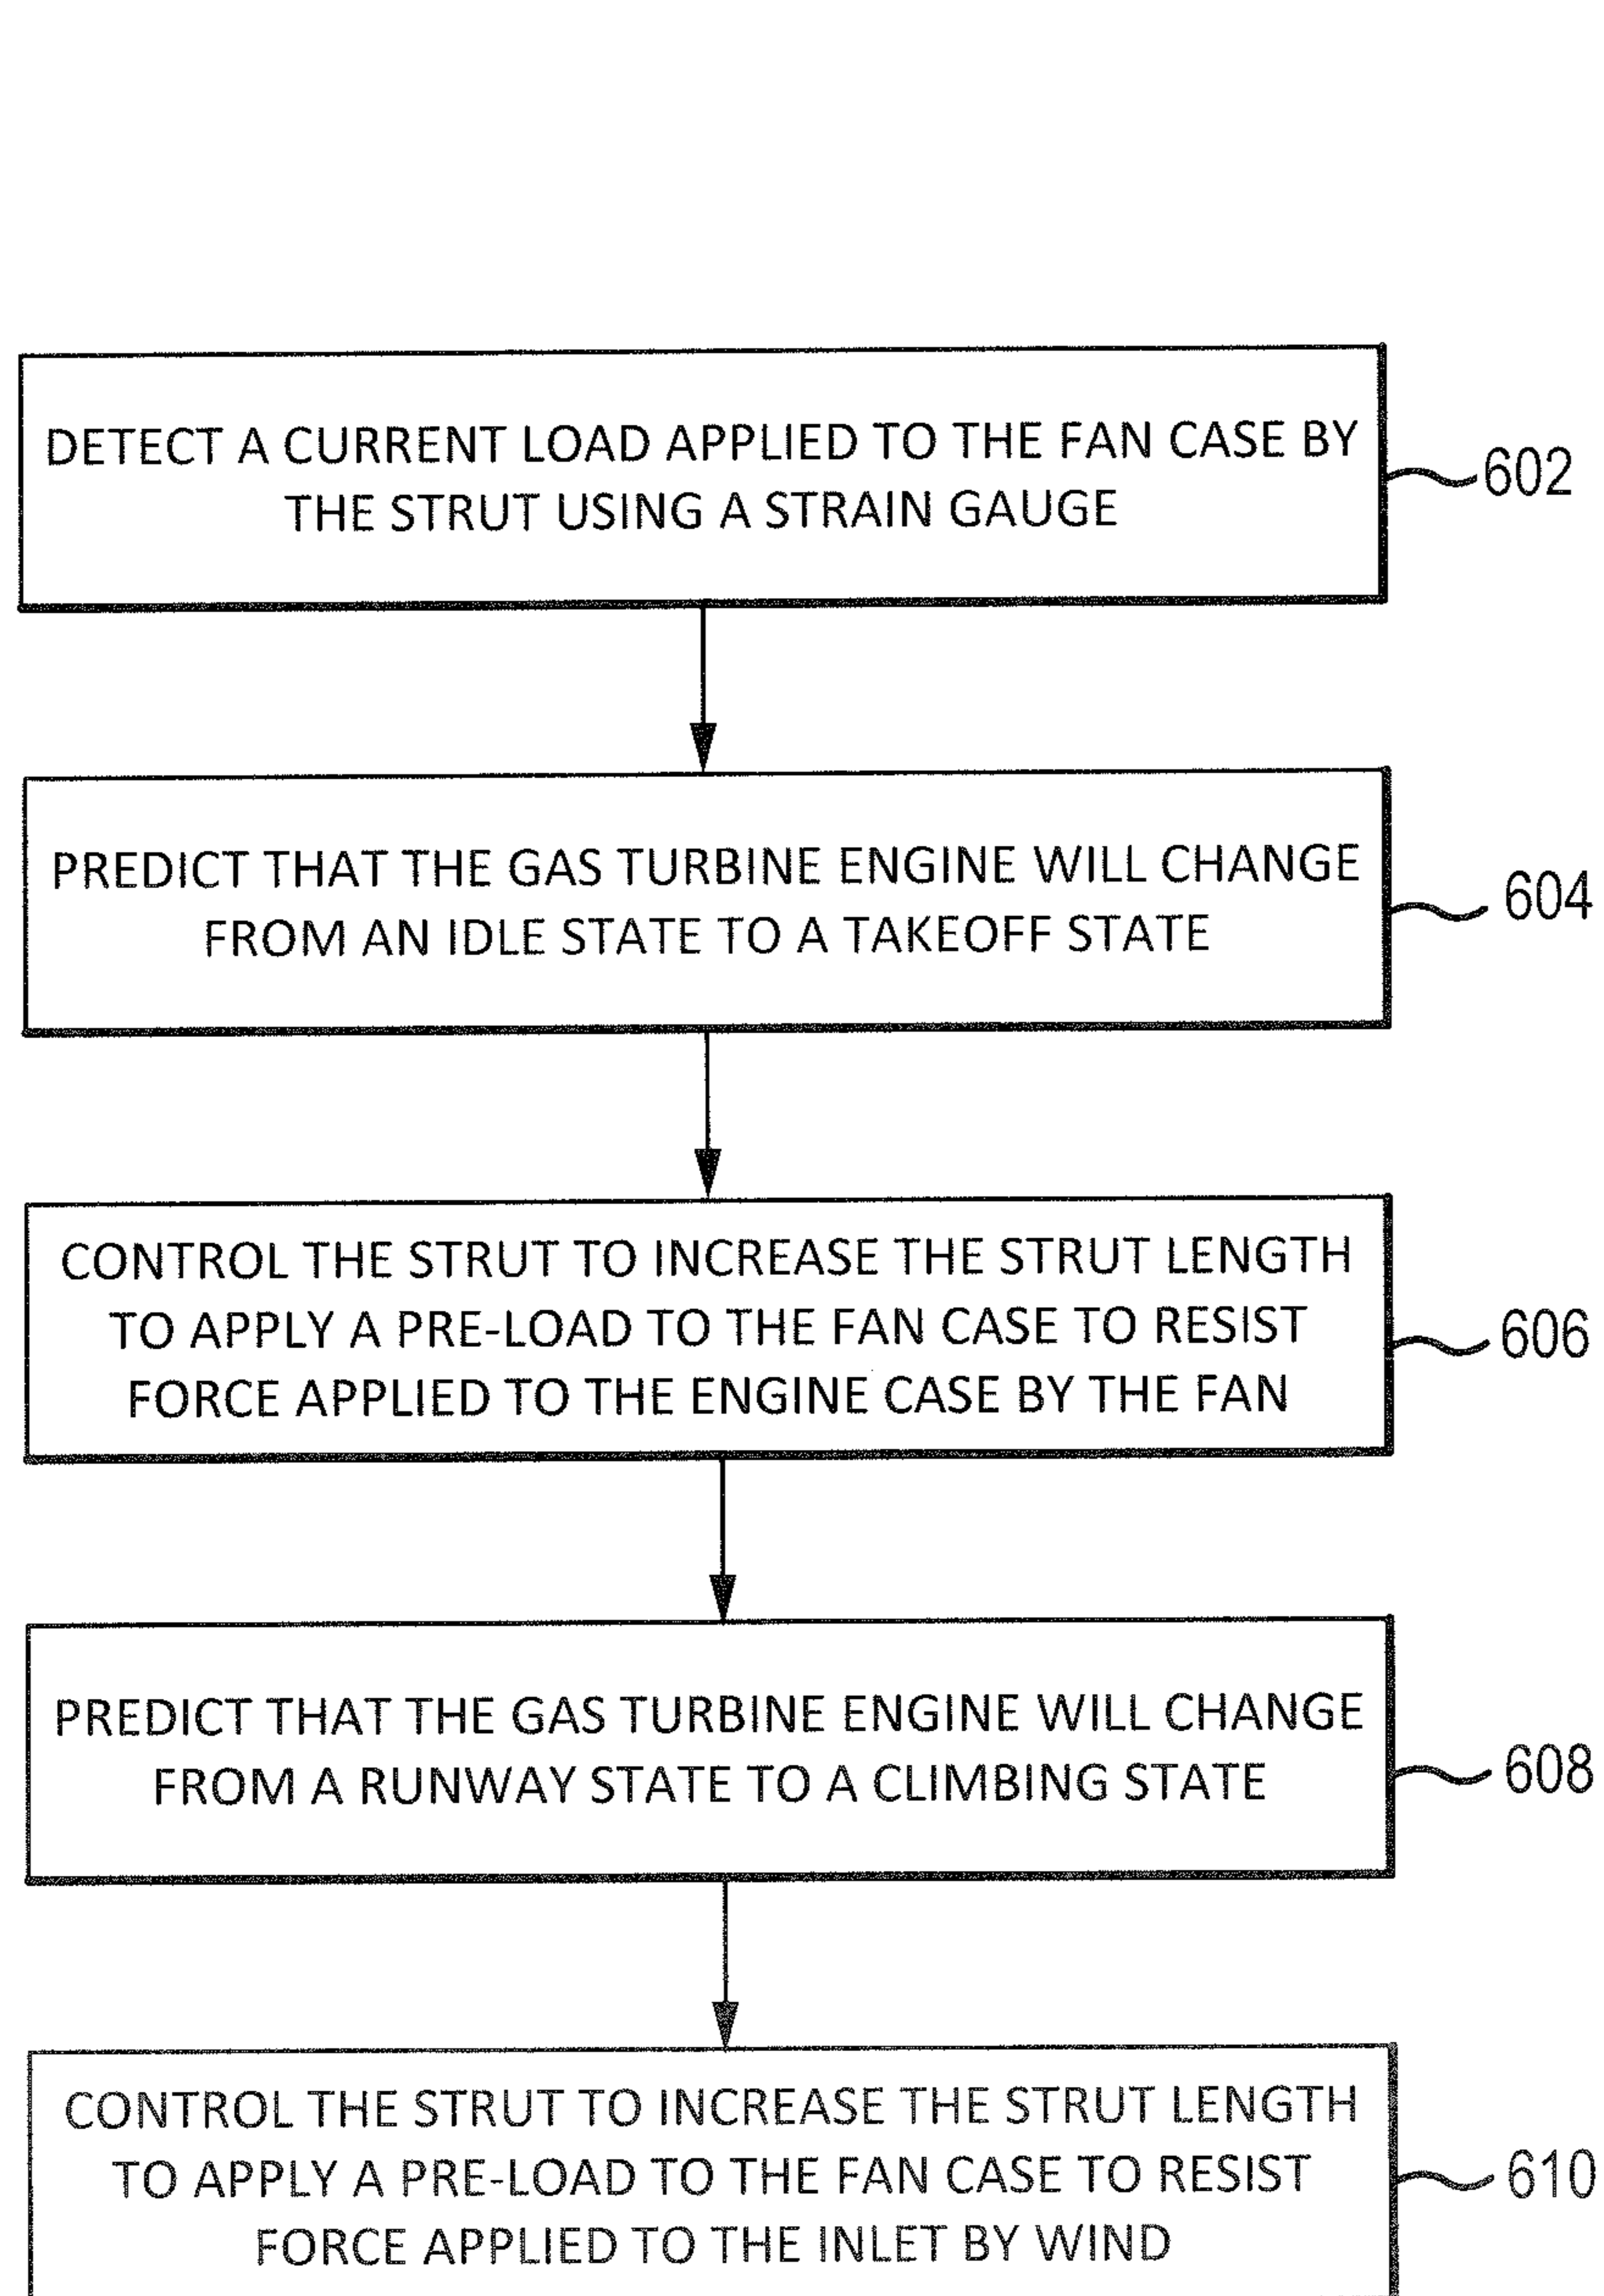 DETECT A CURRENT LOAD APPLIED TO THE FAN CASE BY
THE STRUT USING A STRAIN GAUGE
602
PREDICT THAT THE GAS TURBINE ENGINE WILL CHANGE
FROM AN IDLE STATE TO A TAKEOFF STATE
604
CONTROL THE STRUT TO INCREASE THE STRUT LENGTH
TO APPLY A PRE-LOAD TO THE FAN CASE TO RESIST
FORCE APPLIED TO THE ENGINE CASE BY THE FAN
606
PREDICT THAT THE GAS TURBINE ENGINE WILL CHANGE
FROM A RUNWAY STATE TO A CLIMBING STATE
608
CONTROL THE STRUT TO INCREASE THE STRUT LENGTH
TO APPLY A PRE-LOAD TO THE FAN CASE TO RESIST
FORCE APPLIED TO THE INLET BY WIND
610